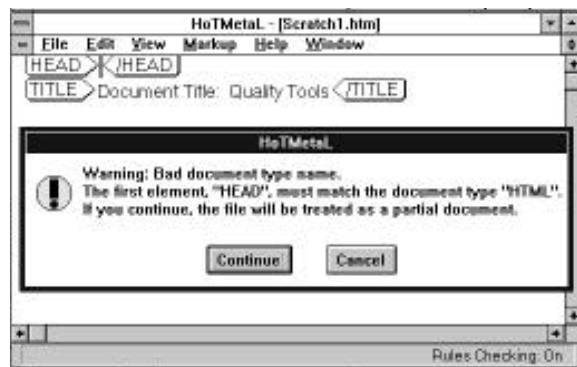 HoTMetaL - [Scratch1.htm]
File Edit View Markup Help Window
HEAD /HEAD
TITLE Document Title: Quality Tools /TITLE
HoTMetaL
Warning: Bad document type name.
The first element, "HEAD", must match the document type "HTML".
If you continue, the file will be treated as a partial document.
Continue Cancel
Rules Checking: On